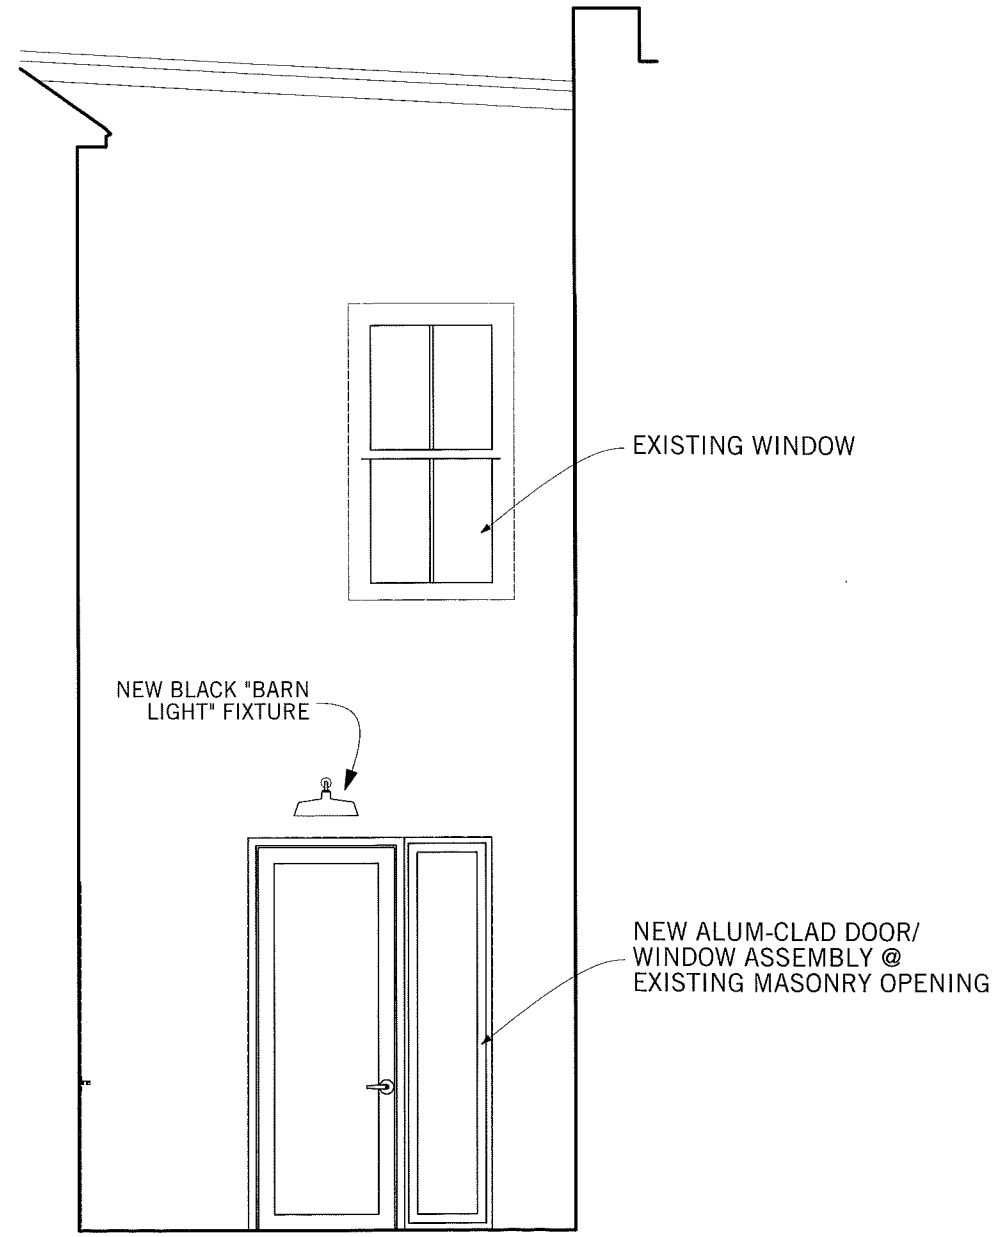 EXISTING WINDOW
NEW BLACK "BARN
LIGHT" FIXTURE
NEW ALUM-CLAD DOOR/
WINDOW ASSEMBLY @
EXISTING MASONRY OPENING